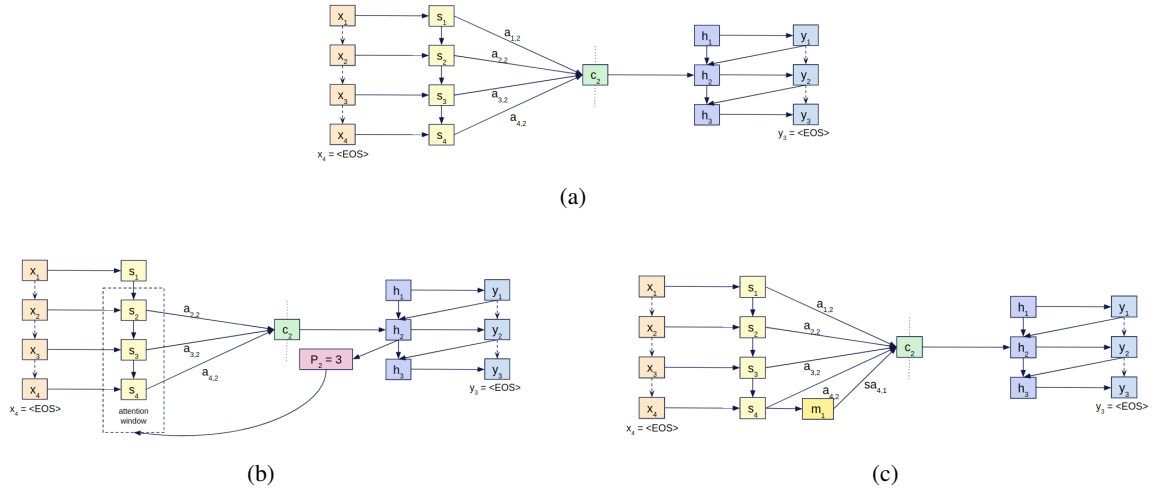 x1 s1 h1 y1
a1,2
x2 s2 a2,2 c2 h2 y2
x3 s3 a3,2 h3 y3
a4,2
x4 s4 y3 = <EOS>
x4 = <EOS>
(a)
x1 s1 h1 y1
x2 s2 a2,2 c2 h2 y2
x3 s3 a3,2 P2 = 3 h3 y3
a4,2
x4 s4 y3 = <EOS>
x4 = <EOS>
attention
window
(b)
x1 s1 h1 y1
a1,2
x2 s2 a2,2 c2 h2 y2
x3 s3 a3,2 h3 y3
a4,2 sa4,1
x4 s4 m1 y3 = <EOS>
x4 = <EOS>
(c)